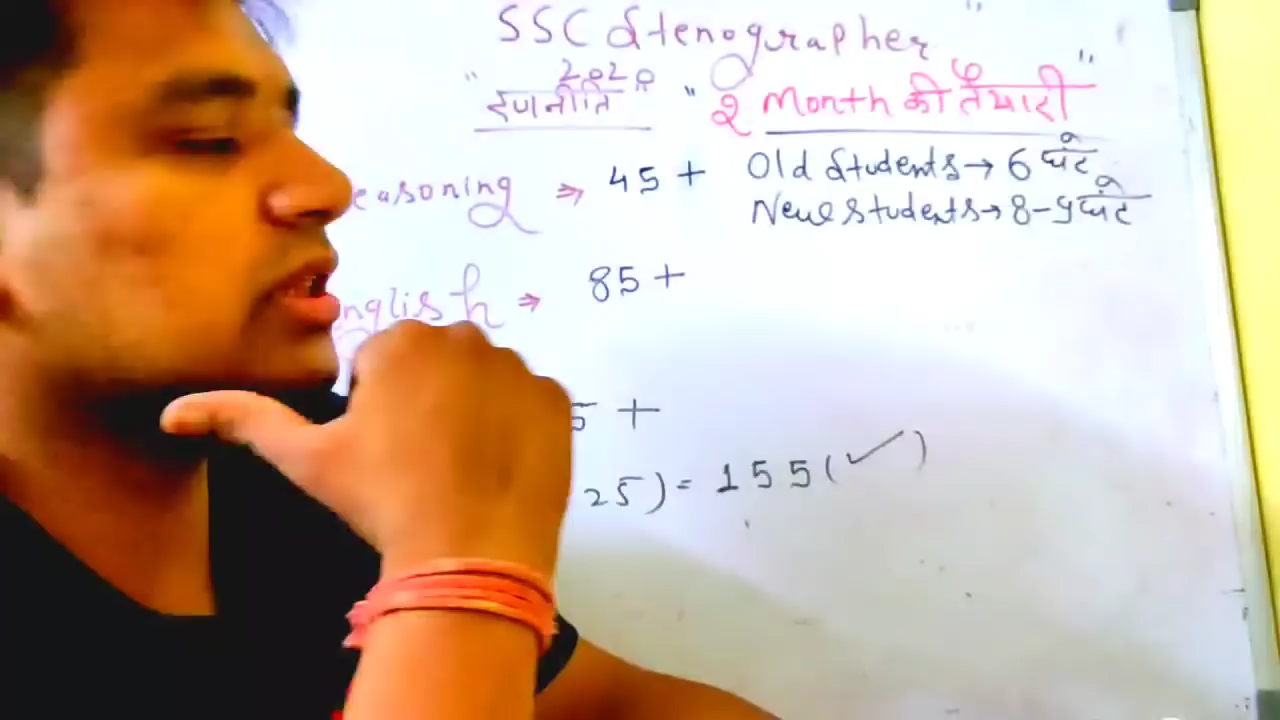 SSC Stenographer "
" 2020
रणनीति " 2 Month की तैयारी "
easoning ⇒ 45 + Old Students → 6 घंटे
New Students → 8 - 9 घंटे
nglish ⇒ 85 +
5 +
25) = 155 (✓)